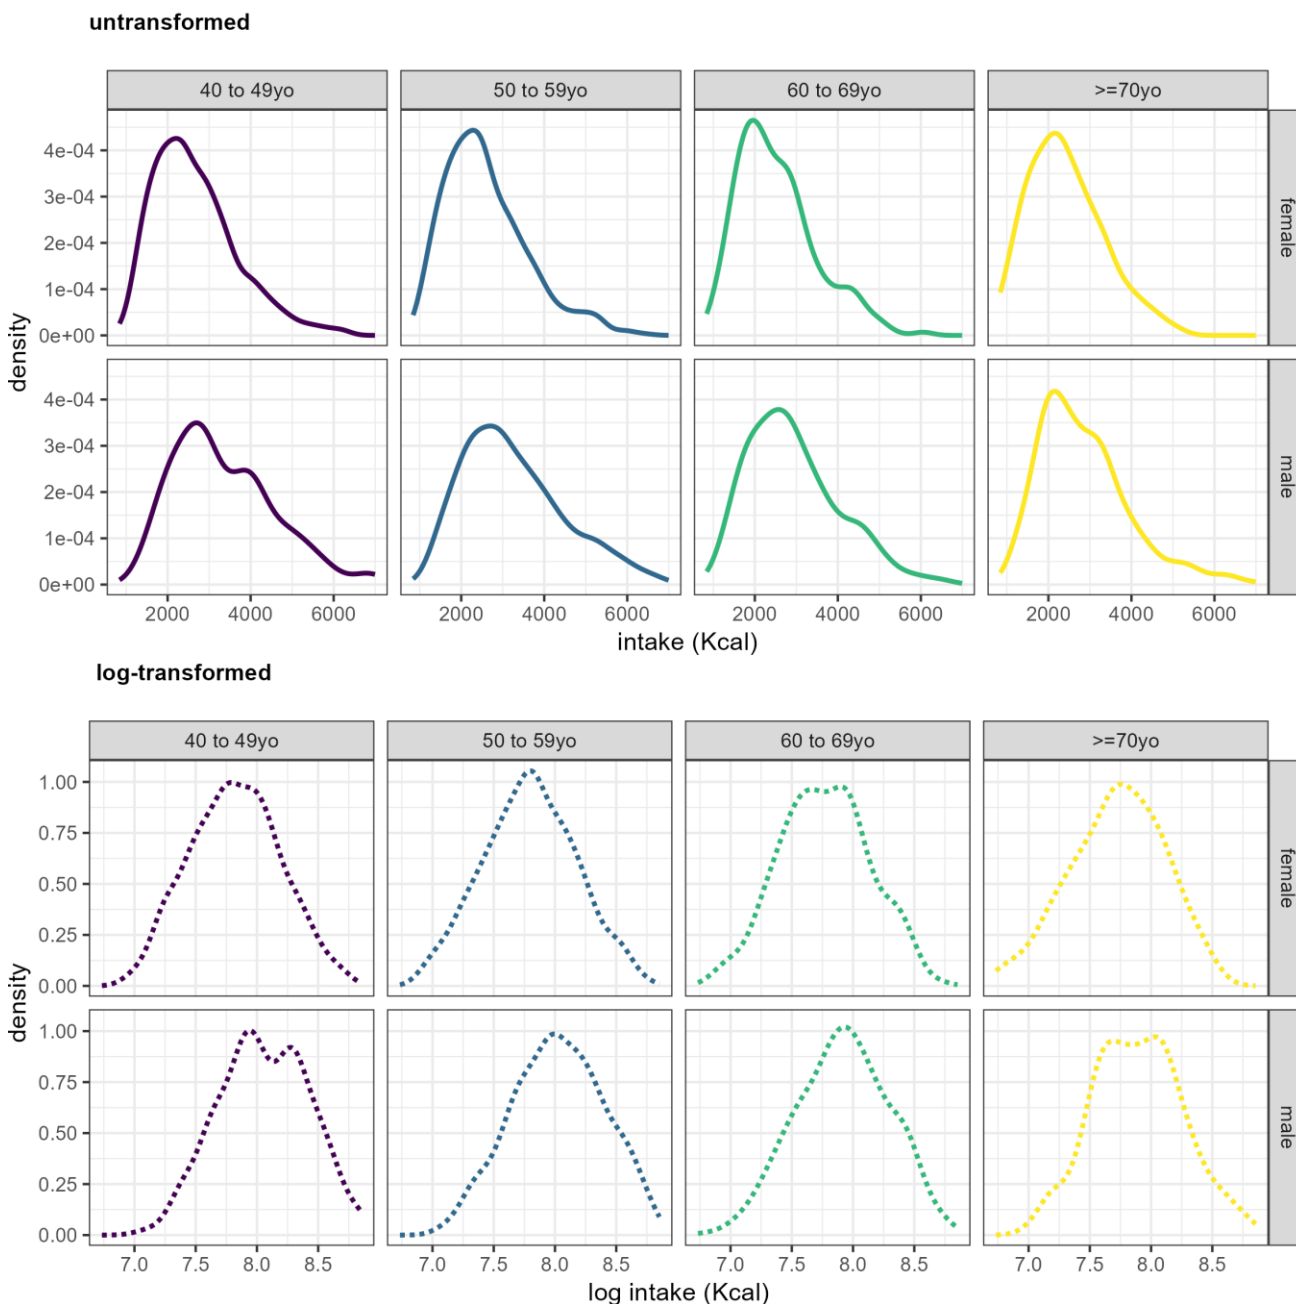 untransformed
40 to 49yo 50 to 59yo 60 to 69yo >=70yo
4e-04
3e-04
2e-04
1e-04
0e+00
female
density
4e-04
3e-04
2e-04
1e-04
0e+00
male
2000 4000 6000 2000 4000 6000 2000 4000 6000 2000 4000 6000
intake (Kcal)
log-transformed
40 to 49yo 50 to 59yo 60 to 69yo >=70yo
1.00
0.75
0.50
0.25
0.00
female
density
1.00
0.75
0.50
0.25
0.00
male
7.0 7.5 8.0 8.5 7.0 7.5 8.0 8.5 7.0 7.5 8.0 8.5 7.0 7.5 8.0 8.5
log intake (Kcal)